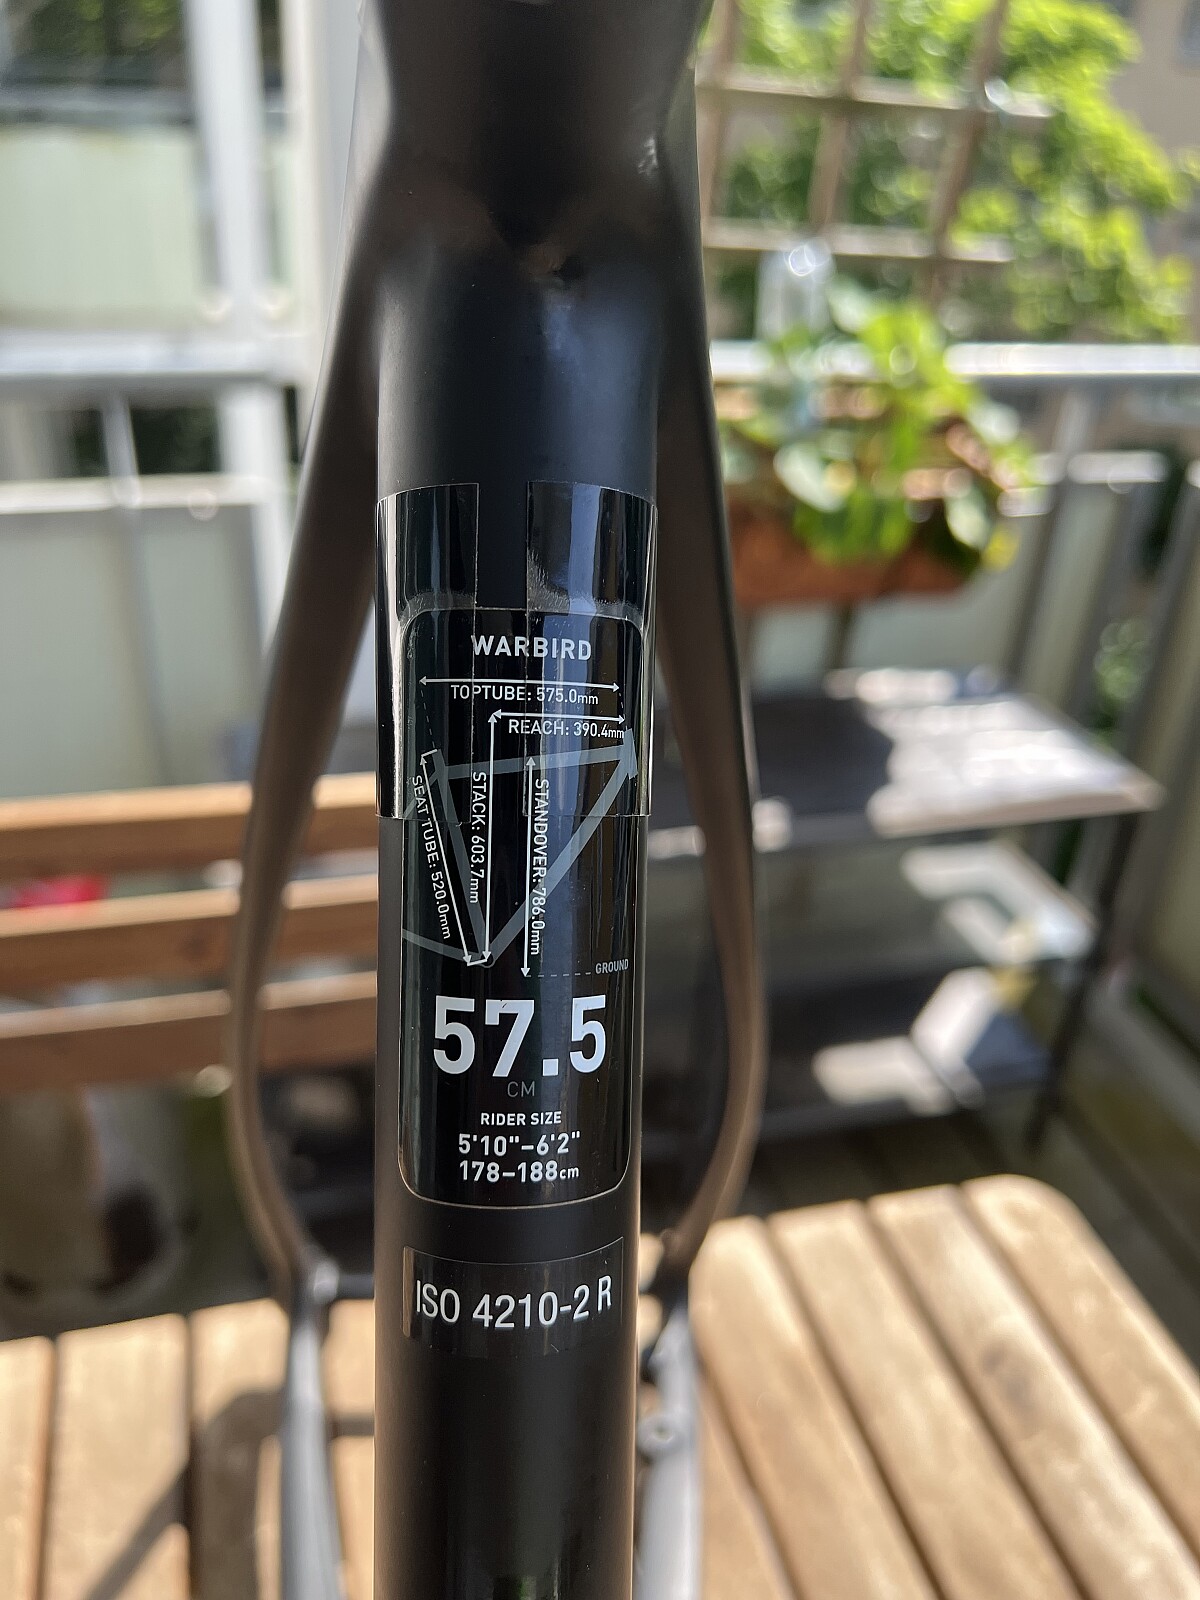 WARBIRD
TOPTUBE: 575.0mm
REACH: 390.4mm
SEAT TUBE: 520.0mm
STACK: 603.7mm
STANDOVER: 786.0mm
GROUND
57.5
CM
RIDER SIZE
5'10"–6'2"
178–188cm
ISO 4210-2 R